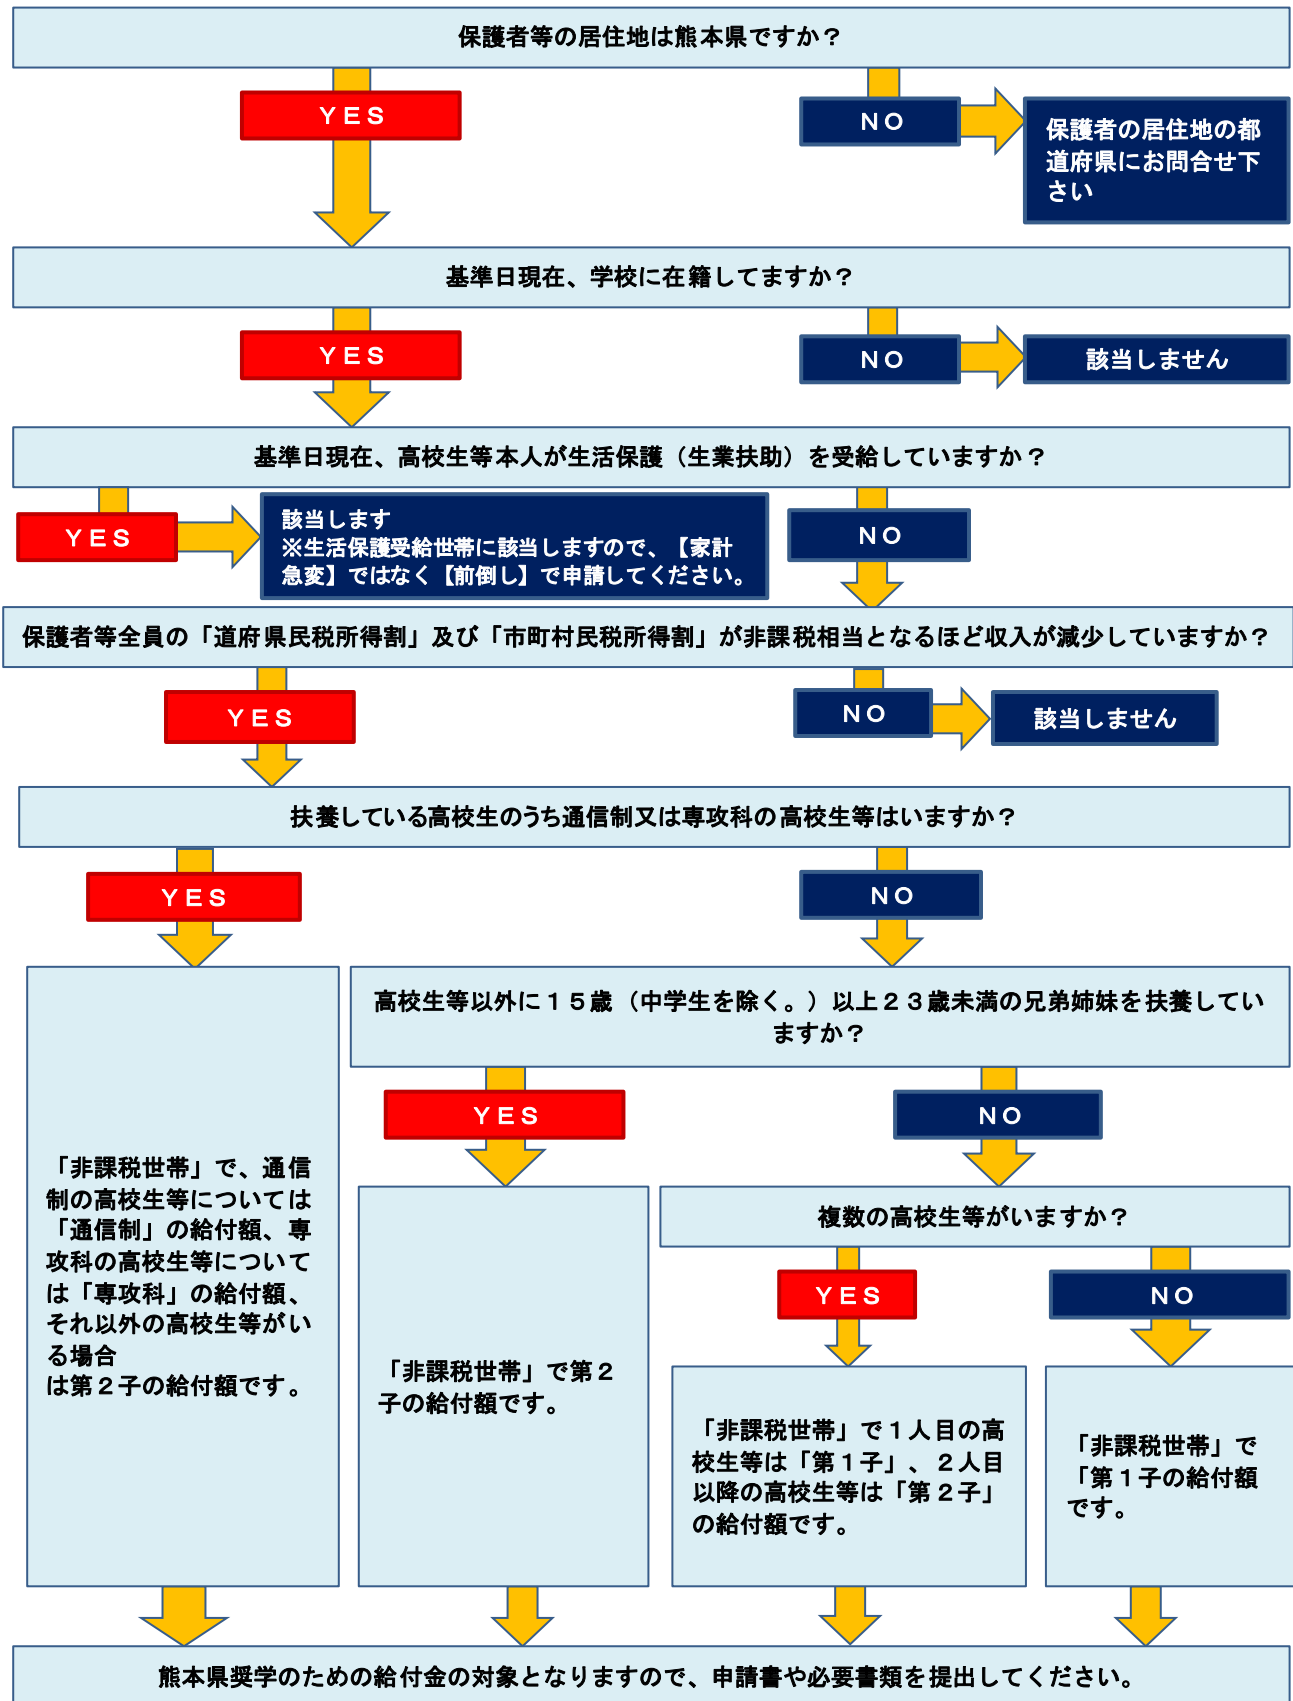 保護者等の居住地は熊本県ですか？
ＹＥＳ
ＮＯ
保護者の居住地の都
道府県にお問合せ下
さい
基準日現在、学校に在籍してますか？
ＹＥＳ
ＮＯ
該当しません
基準日現在、高校生等本人が生活保護（生業扶助）を受給していますか？
ＹＥＳ
該当します
※生活保護受給世帯に該当しますので、【家計
急変】ではなく【前倒し】で申請してください。
ＮＯ
保護者等全員の「道府県民税所得割」及び「市町村民税所得割」が非課税相当となるほど収入が減少していますか？
ＹＥＳ
ＮＯ
該当しません
扶養している高校生のうち通信制又は専攻科の高校生等はいますか？
ＹＥＳ
ＮＯ
高校生等以外に１５歳（中学生を除く。）以上２３歳未満の兄弟姉妹を扶養してい
ますか？
ＹＥＳ
ＮＯ
「非課税世帯」で、通信
制の高校生等については
「通信制」の給付額、専
攻科の高校生等について
は「専攻科」の給付額、
それ以外の高校生等がい
る場合
は第２子の給付額です。
「非課税世帯」で第２
子の給付額です。
複数の高校生等がいますか？
ＹＥＳ
ＮＯ
「非課税世帯」で１人目の高
校生等は「第１子」、２人目
以降の高校生等は「第２子」
の給付額です。
「非課税世帯」で
「第１子の給付額
です。
熊本県奨学のための給付金の対象となりますので、申請書や必要書類を提出してください。